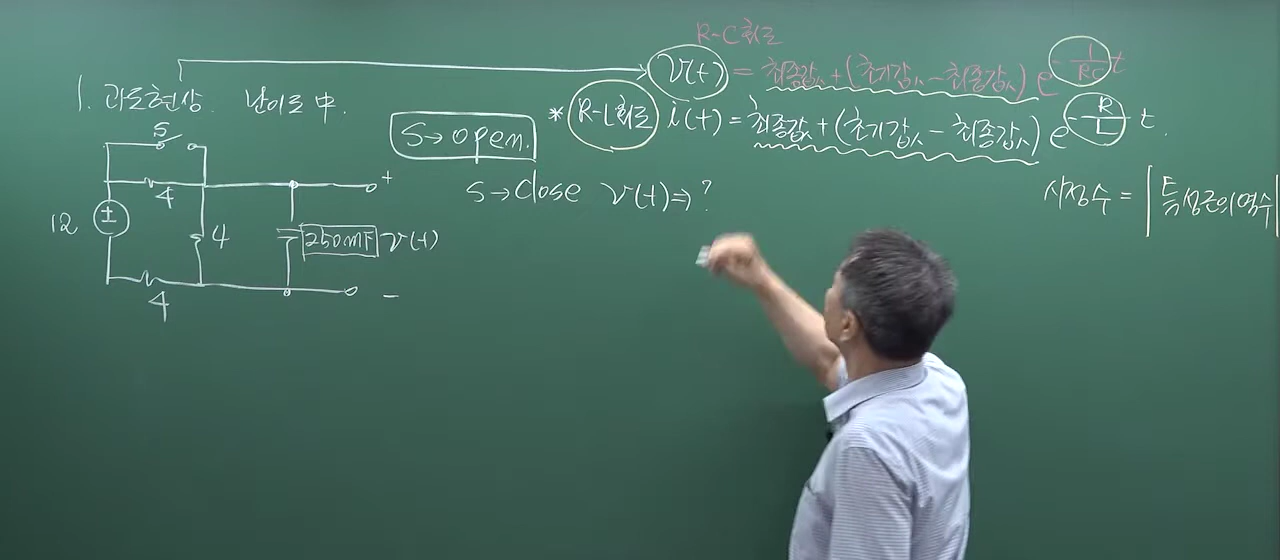 R-C회로
v(t) = 최종값 + (초기값 - 최종값) e^{-\frac{1}{RC}t}
1. 과도현상. 난이도 中.
* R-L회로 i(t) = 최종값 + (초기값 - 최종값) e^{-\frac{R}{L}t}.
S→open.
S→close v(t)⇒?
시정수 = | 특성근의 역수 |
S
4
+
12
±
4
250mF v(t)
4
-